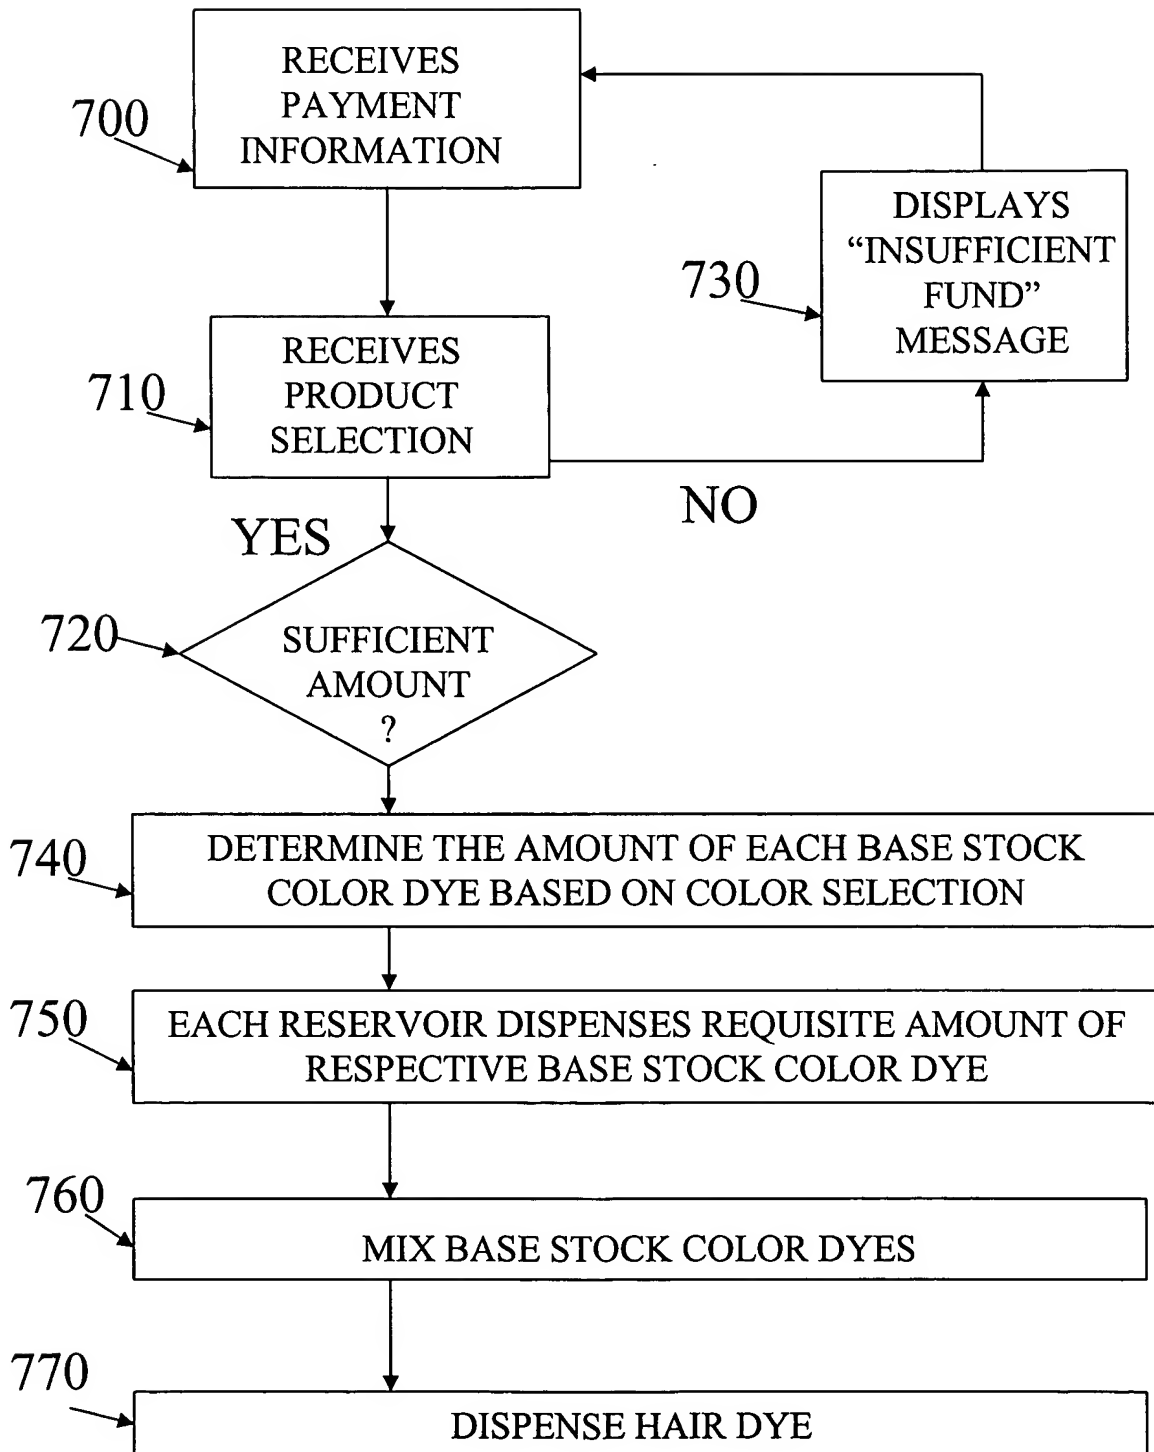 RECEIVES
PAYMENT
INFORMATION
700
DISPLAYS
“INSUFFICIENT
FUND”
MESSAGE
730
RECEIVES
PRODUCT
SELECTION
710
NO
YES
720
SUFFICIENT
AMOUNT
?
740
DETERMINE THE AMOUNT OF EACH BASE STOCK
COLOR DYE BASED ON COLOR SELECTION
750
EACH RESERVOIR DISPENSES REQUISITE AMOUNT OF
RESPECTIVE BASE STOCK COLOR DYE
760
MIX BASE STOCK COLOR DYES
770
DISPENSE HAIR DYE